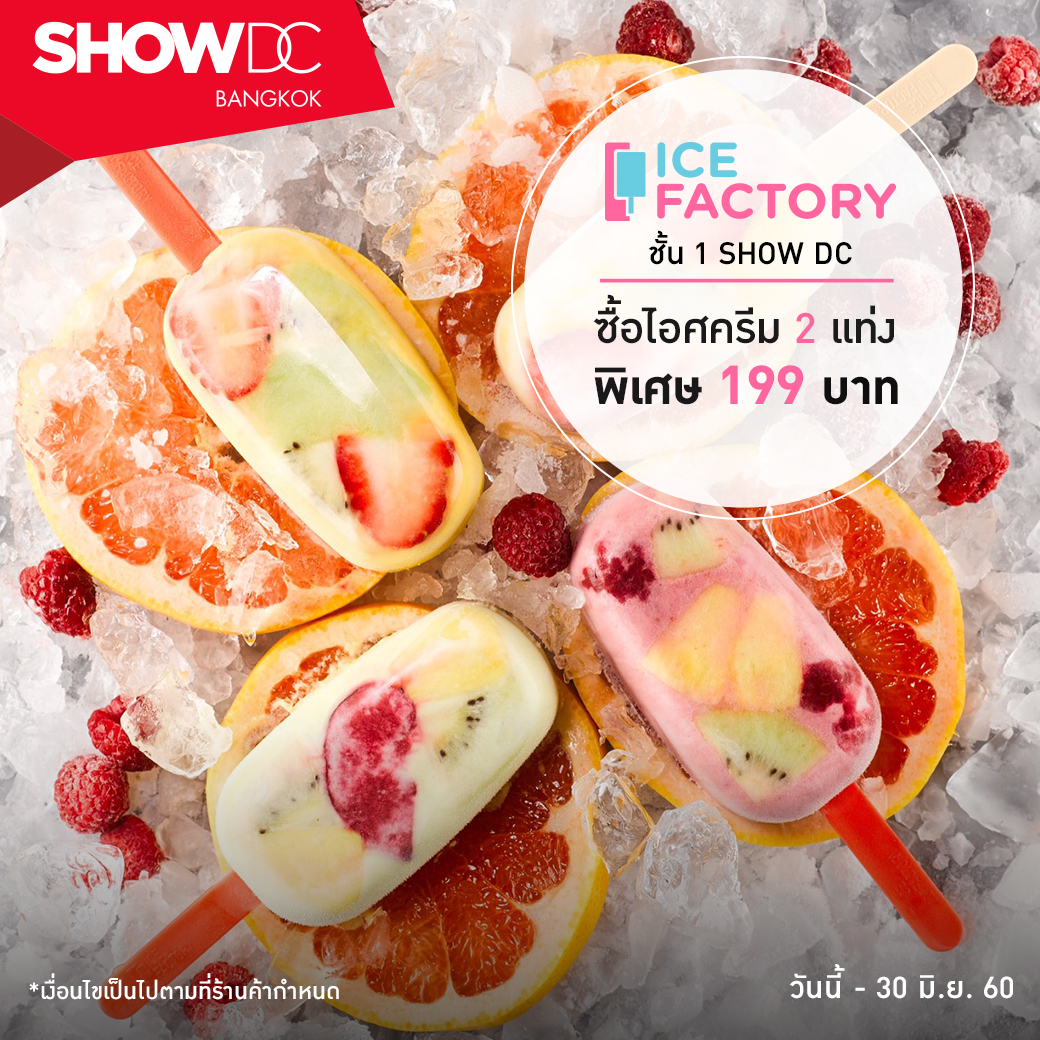 SHOWDC
BANGKOK
ICE
FACTORY
ชั้น 1 SHOW DC
ซื้อไอศครีม 2 แท่ง
พิเศษ 199 บาท
*เงื่อนไขเป็นไปตามที่ร้านค้ากำหนด
วันนี้ - 30 มิ.ย. 60